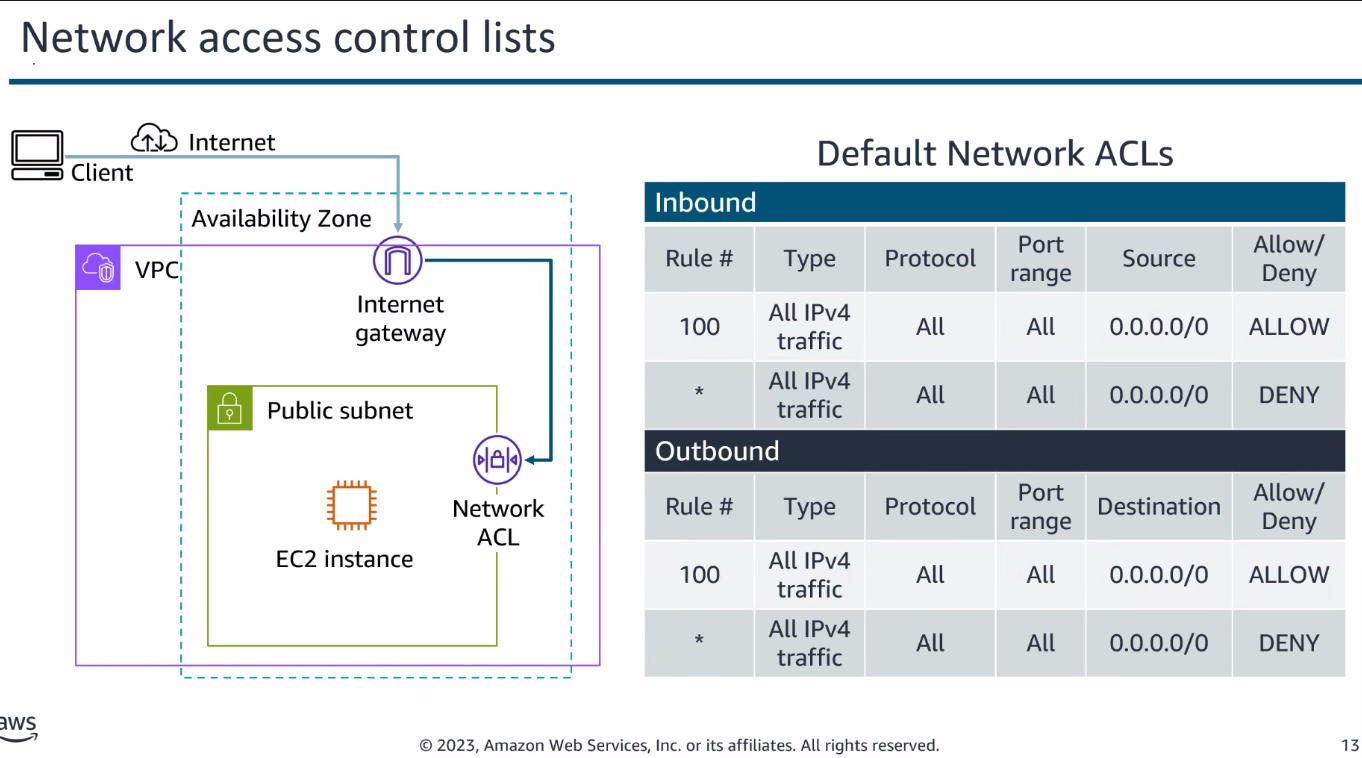 Network access control lists
Internet
Client
Availability Zone
VPC
Internet
gateway
Public subnet
Network
ACL
EC2 instance
Default Network ACLs
Inbound
Rule # Type Protocol Port range Source Allow/ Deny
100 All IPv4 traffic All All 0.0.0.0/0 ALLOW
* All IPv4 traffic All All 0.0.0.0/0 DENY
Outbound
Rule # Type Protocol Port range Destination Allow/ Deny
100 All IPv4 traffic All All 0.0.0.0/0 ALLOW
* All IPv4 traffic All All 0.0.0.0/0 DENY
aws
© 2023, Amazon Web Services, Inc. or its affiliates. All rights reserved.
13